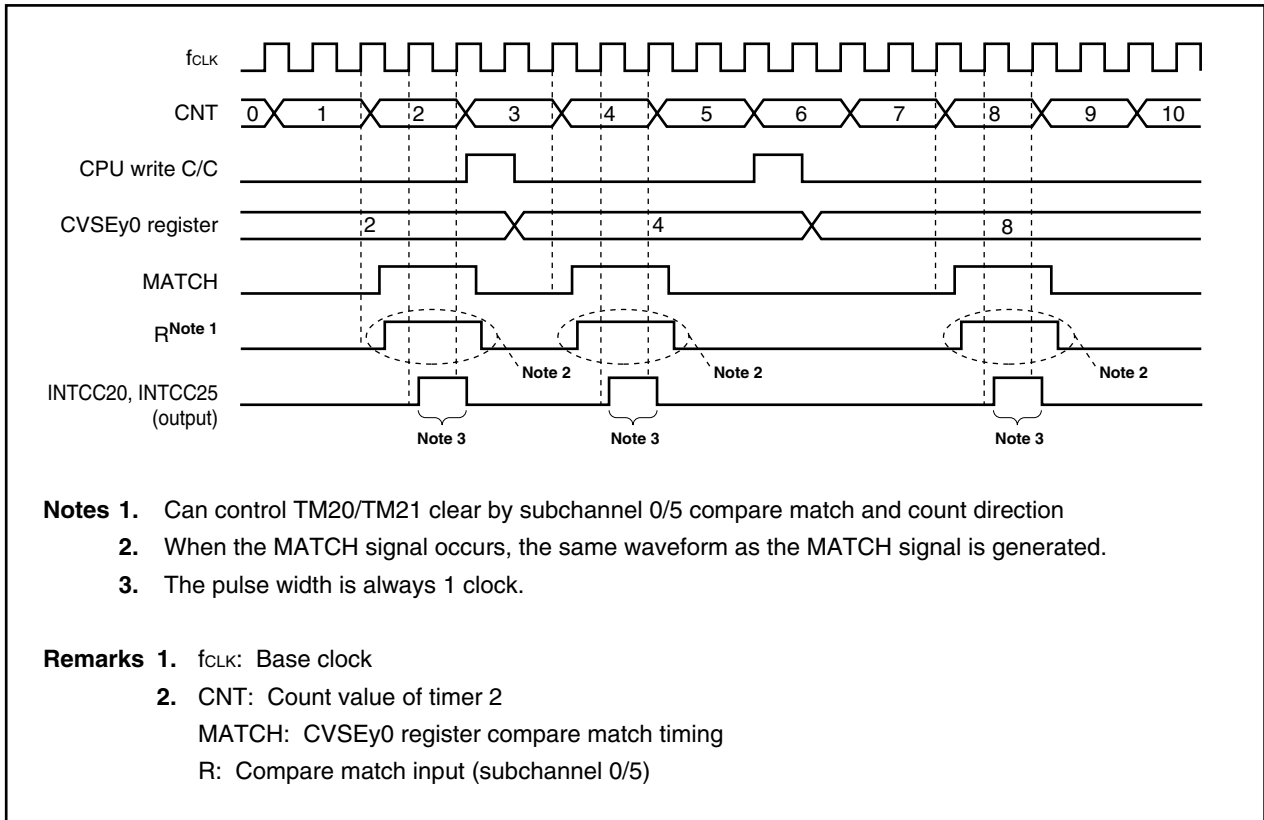 fCLK
CNT 0 1 2 3 4 5 6 7 8 9 10
CPU write C/C
CVSEy0 register 2 4 8
MATCH
RNote 1
Note 2 Note 2 Note 2
INTCC20, INTCC25
(output)
Note 3 Note 3 Note 3
Notes 1. Can control TM20/TM21 clear by subchannel 0/5 compare match and count direction
2. When the MATCH signal occurs, the same waveform as the MATCH signal is generated.
3. The pulse width is always 1 clock.
Remarks 1. fCLK: Base clock
2. CNT: Count value of timer 2
MATCH: CVSEy0 register compare match timing
R: Compare match input (subchannel 0/5)